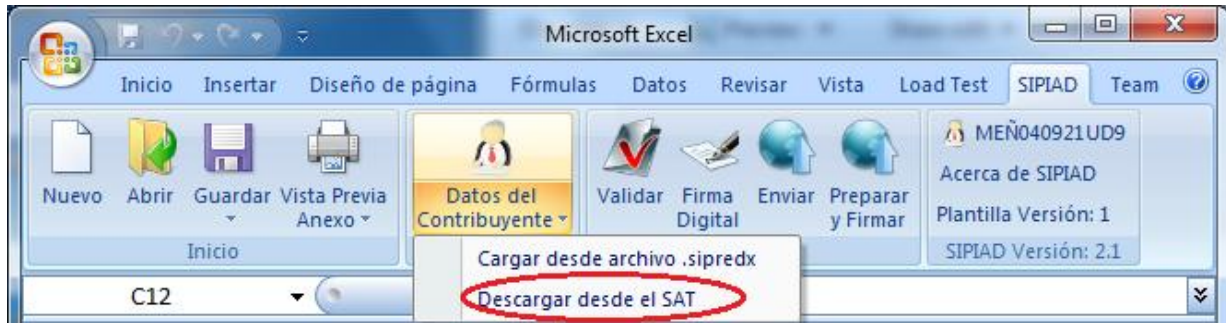 Microsoft Excel
Inicio Insertar Diseño de página Fórmulas Datos Revisar Vista Load Test SIPIAD Team
Nuevo Abrir Guardar Vista Previa Anexo
Datos del Contribuyente
Validar Firma Digital Enviar Preparar y Firmar
MEÑ040921UD9
Acerca de SIPIAD
Plantilla Versión: 1
Inicio
SIPIAD Versión: 2.1
Cargar desde archivo .sipredx
Descargar desde el SAT
C12